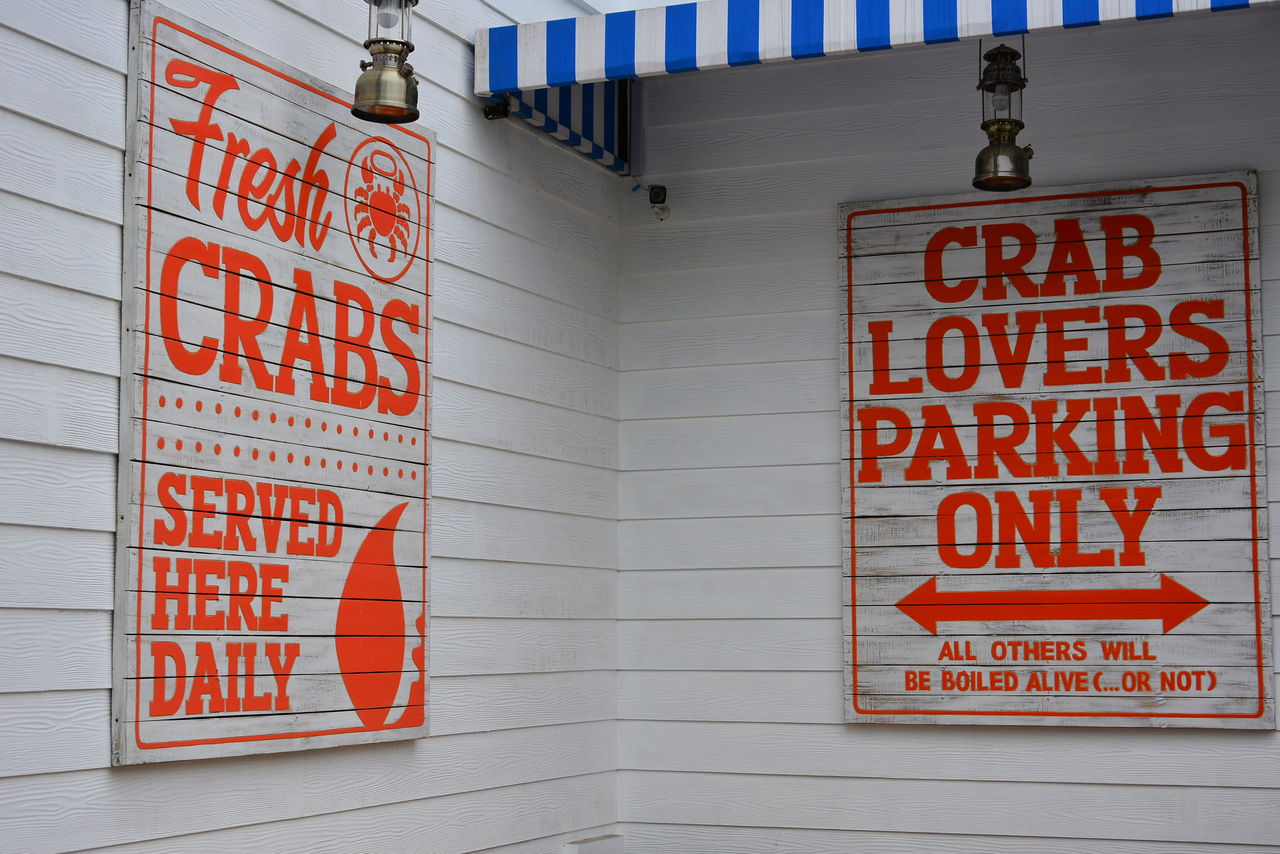 Fresh
CRABS
SERVED
HERE
DAILY
CRAB
LOVERS
PARKING
ONLY
ALL OTHERS WILL
BE BOILED ALIVE (...OR NOT)